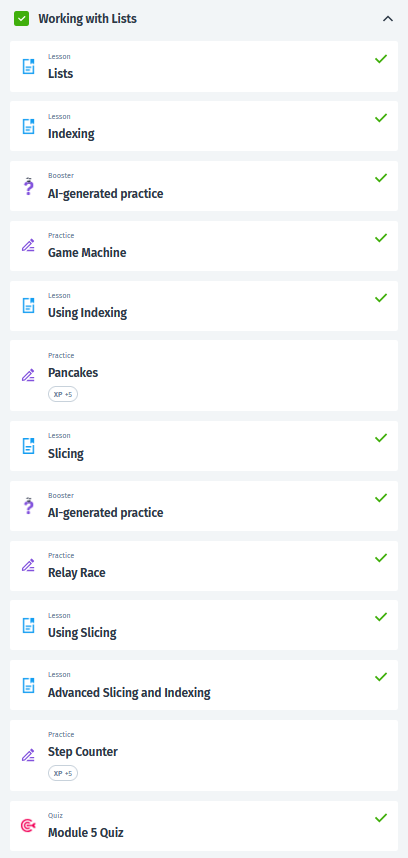 Working with Lists
Lesson
Lists
Lesson
Indexing
Booster
AI-generated practice
Practice
Game Machine
Lesson
Using Indexing
Practice
Pancakes
XP +5
Lesson
Slicing
Booster
AI-generated practice
Practice
Relay Race
Lesson
Using Slicing
Lesson
Advanced Slicing and Indexing
Practice
Step Counter
XP +5
Quiz
Module 5 Quiz